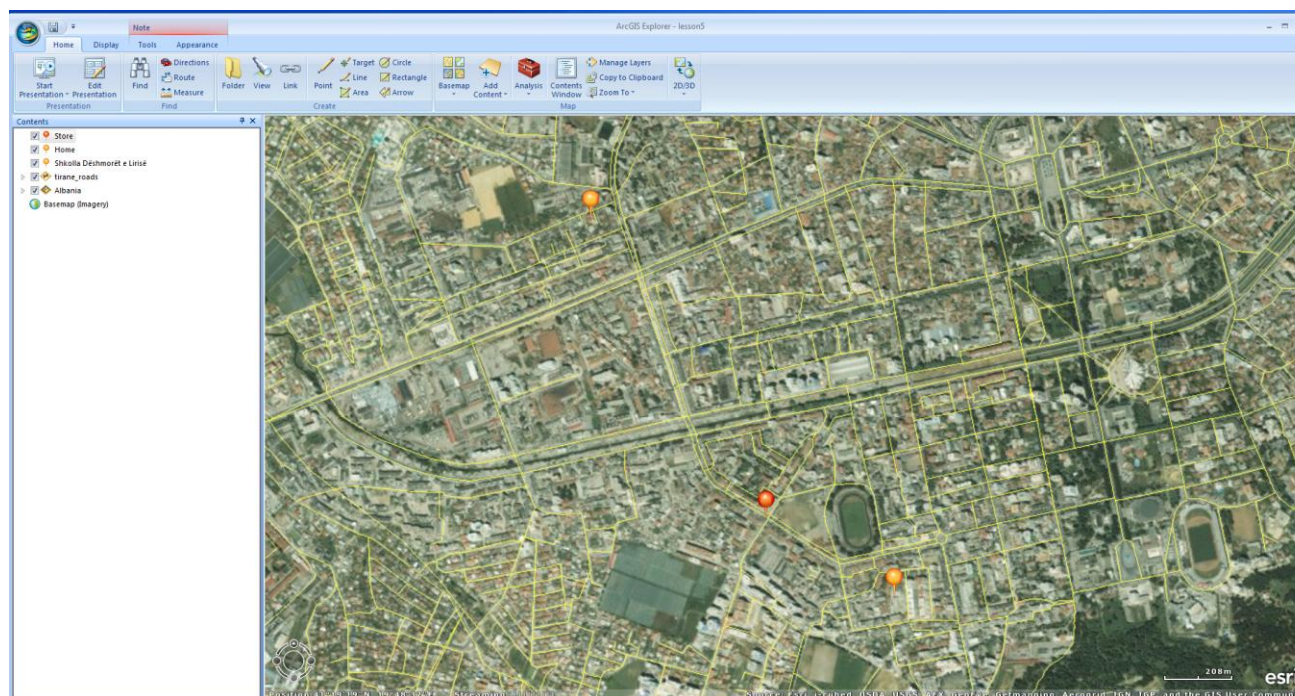 Note
ArcGIS Explorer - lesson5
Home Display Tools Appearance
Start Presentation
Edit Presentation
Presentation
Find
Directions
Route
Measure
Find
Folder
View
Link
Point
Target
Line
Area
Circle
Rectangle
Arrow
Create
Basemap
Add Content
Analysis
Contents Window
Manage Layers
Copy to Clipboard
Zoom To
2D/3D
Map
Contents
Store
Home
Shkolla Dëshmorët e Lirisë
tirane_roads
Albania
Basemap (Imagery)
208m
esri